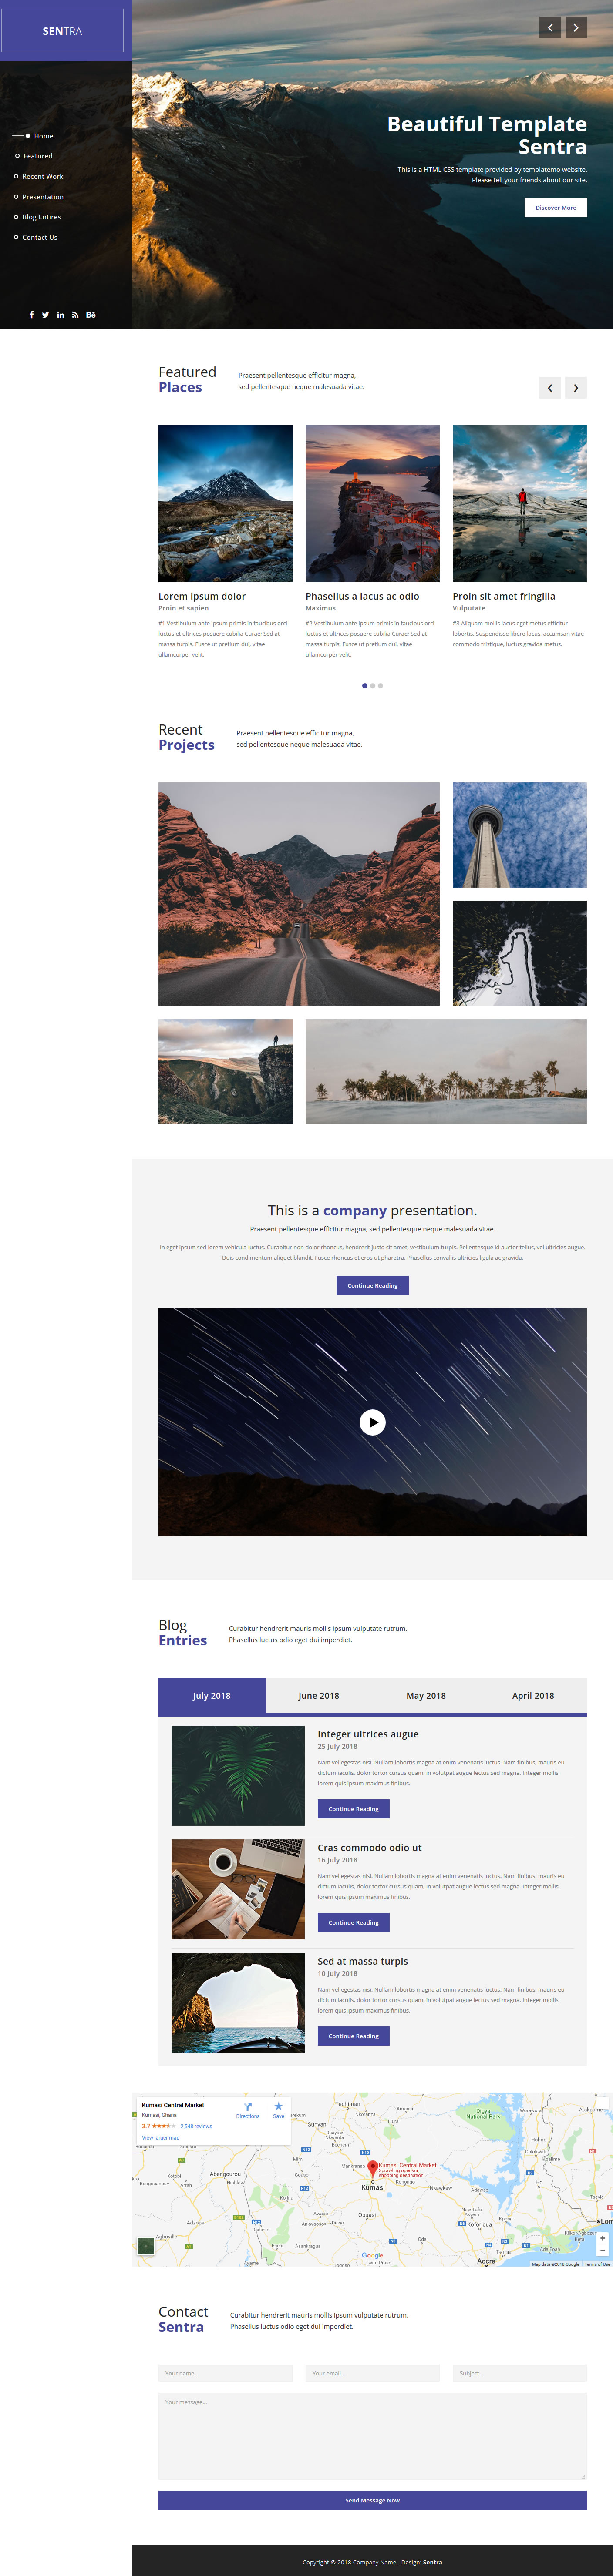 SENTRA
Home
Featured
Recent Work
Presentation
Blog Entires
Contact Us
Bē
Beautiful Template
Sentra
This is a HTML CSS template provided by templatemo website.
Please tell your friends about our site.
Discover More
Featured
Places
Praesent pellentesque efficitur magna,
sed pellentesque neque malesuada vitae.
Lorem ipsum dolor
Proin et sapien
#1 Vestibulum ante ipsum primis in faucibus orci
luctus et ultrices posuere cubilia Curae; Sed at
massa turpis. Fusce ut pretium dui, vitae
ullamcorper velit.
Phasellus a lacus ac odio
Maximus
#2 Vestibulum ante ipsum primis in faucibus orci
luctus et ultrices posuere cubilia Curae; Sed at
massa turpis. Fusce ut pretium dui, vitae
ullamcorper velit.
Proin sit amet fringilla
Vulputate
#3 Aliquam mollis lacus eget metus efficitur
lobortis. Suspendisse libero lacus, accumsan vitae
commodo tristique, luctus gravida metus.
Recent
Projects
Praesent pellentesque efficitur magna,
sed pellentesque neque malesuada vitae.
This is a company presentation.
Praesent pellentesque efficitur magna, sed pellentesque neque malesuada vitae.
In eget ipsum sed lorem vehicula luctus. Curabitur non dolor rhoncus, hendrerit justo sit amet, vestibulum turpis. Pellentesque id auctor tellus, vel ultricies augue.
Duis condimentum aliquet blandit. Fusce rhoncus et eros ut pharetra. Phasellus convallis ultricies ligula ac gravida.
Continue Reading
Blog
Entries
Curabitur hendrerit mauris mollis ipsum vulputate rutrum.
Phasellus luctus odio eget dui imperdiet.
July 2018
June 2018
May 2018
April 2018
Integer ultrices augue
25 July 2018
Nam vel egestas nisi. Nullam lobortis magna at enim venenatis luctus. Nam finibus, mauris eu
dictum iaculis, dolor tortor cursus quam, in volutpat augue lectus sed magna. Integer mollis
lorem quis ipsum maximus finibus.
Continue Reading
Cras commodo odio ut
16 July 2018
Nam vel egestas nisi. Nullam lobortis magna at enim venenatis luctus. Nam finibus, mauris eu
dictum iaculis, dolor tortor cursus quam, in volutpat augue lectus sed magna. Integer mollis
lorem quis ipsum maximus finibus.
Continue Reading
Sed at massa turpis
10 July 2018
Nam vel egestas nisi. Nullam lobortis magna at enim venenatis luctus. Nam finibus, mauris eu
dictum iaculis, dolor tortor cursus quam, in volutpat augue lectus sed magna. Integer mollis
lorem quis ipsum maximus finibus.
Continue Reading
Kumasi Central Market
Kumasi, Ghana
3.7
2,548 reviews
View larger map
Directions
Save
Techiman
Sunyani
Digya
National Park
Abengourou
Kumasi Central Market
Sprawling open-air
shopping destination
Kumasi
Obuasi
Koforidua
Tema
Accra
Google
Map data ©2018 Google
Terms of Use
Contact
Sentra
Curabitur hendrerit mauris mollis ipsum vulputate rutrum.
Phasellus luctus odio eget dui imperdiet.
Your name...
Your email...
Subject...
Your message...
Send Message Now
Copyright © 2018 Company Name . Design: Sentra